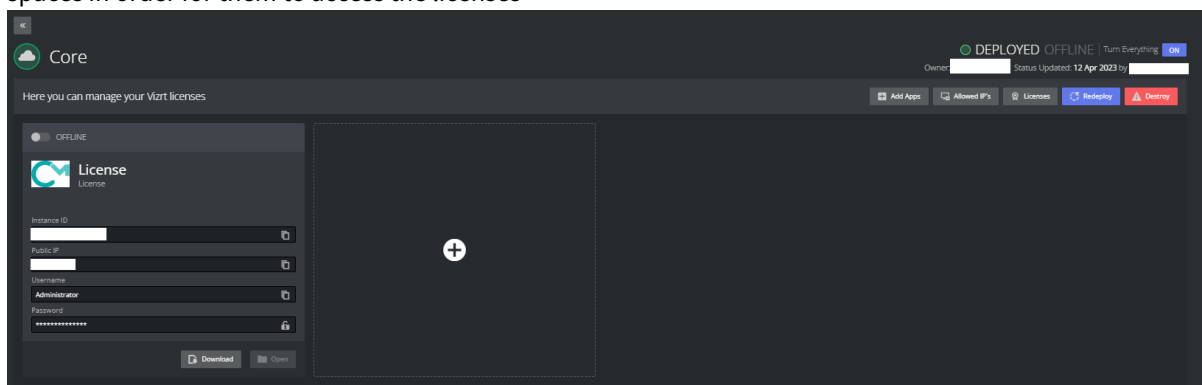 spaces in order for them to access the licenses
«
Core
DEPLOYED OFFLINE | Turn Everything ON
Owner: Status Updated: 12 Apr 2023 by
Here you can manage your Vizrt licenses
Add Apps Allowed IP's Licenses Redeploy Destroy
OFFLINE
CM License
License
Instance ID
Public IP
Username
Administrator
Password
**************
Download Open